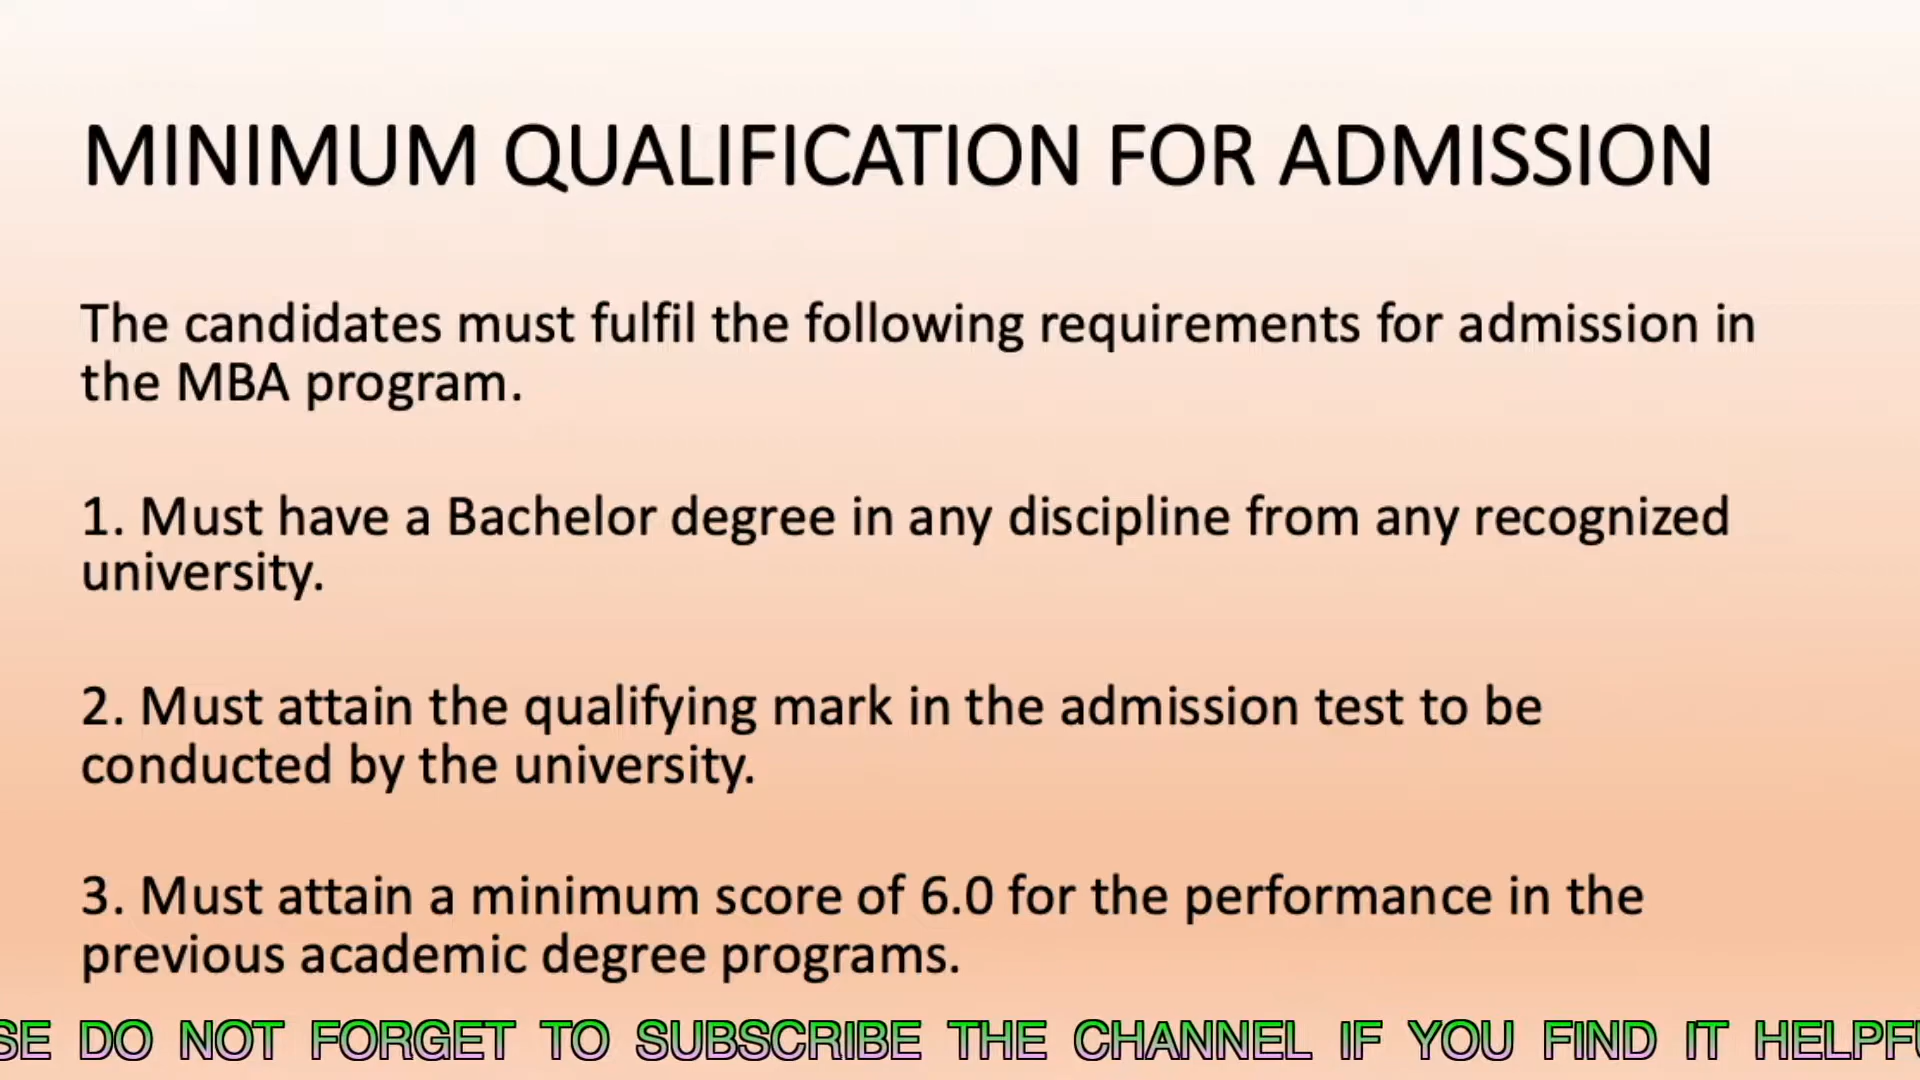 MINIMUM QUALIFICATION FOR ADMISSION
The candidates must fulfil the following requirements for admission in
the MBA program.
1. Must have a Bachelor degree in any discipline from any recognized
university.
2. Must attain the qualifying mark in the admission test to be
conducted by the university.
3. Must attain a minimum score of 6.0 for the performance in the
previous academic degree programs.
DO NOT FORGET TO SUBSCRIBE THE CHANNEL IF YOU FIND IT